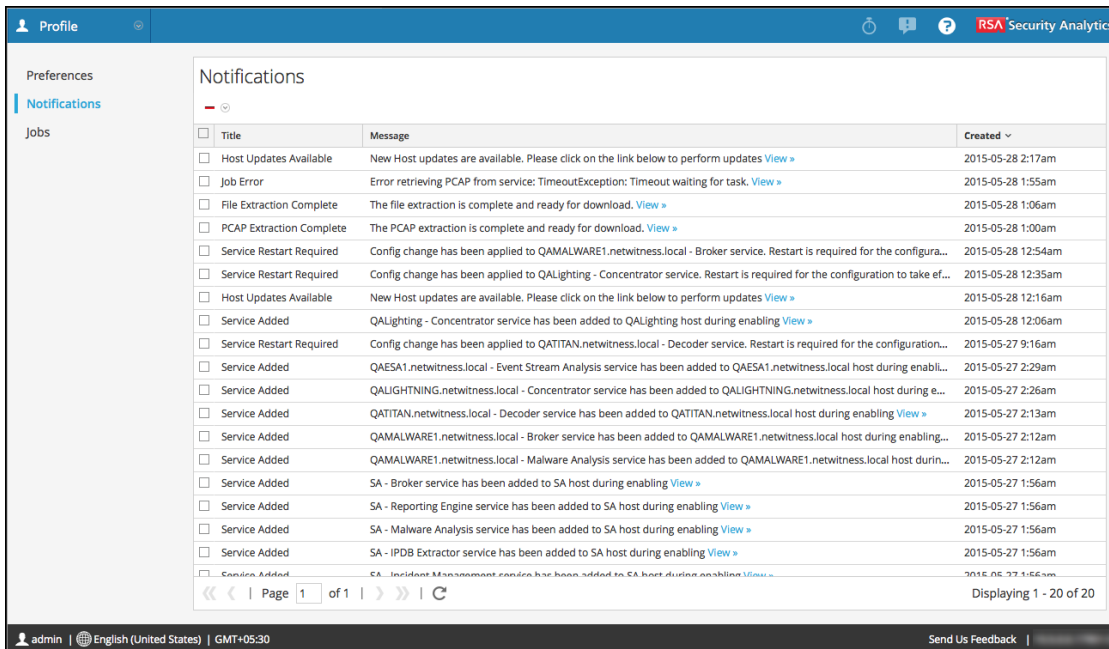 Profile
RSA Security Analytics
Preferences
Notifications
Jobs
Notifications
Title Message Created
Host Updates Available New Host updates are available. Please click on the link below to perform updates View » 2015-05-28 2:17am
Job Error Error retrieving PCAP from service: TimeoutException: Timeout waiting for task. View » 2015-05-28 1:55am
File Extraction Complete The file extraction is complete and ready for download. View » 2015-05-28 1:06am
PCAP Extraction Complete The PCAP extraction is complete and ready for download. View » 2015-05-28 1:00am
Service Restart Required Config change has been applied to QAMALWARE1.netwitness.local - Broker service. Restart is required for the configura... 2015-05-28 12:54am
Service Restart Required Config change has been applied to QALighting - Concentrator service. Restart is required for the configuration to take ef... 2015-05-28 12:35am
Host Updates Available New Host updates are available. Please click on the link below to perform updates View » 2015-05-28 12:16am
Service Added QALighting - Concentrator service has been added to QALighting host during enabling View » 2015-05-28 12:06am
Service Restart Required Config change has been applied to QATITAN.netwitness.local - Decoder service. Restart is required for the configuration... 2015-05-27 9:16am
Service Added QAESA1.netwitness.local - Event Stream Analysis service has been added to QAESA1.netwitness.local host during enabli... 2015-05-27 2:29am
Service Added QALIGHTNING.netwitness.local - Concentrator service has been added to QALIGHTNING.netwitness.local host during e... 2015-05-27 2:26am
Service Added QATITAN.netwitness.local - Decoder service has been added to QATITAN.netwitness.local host during enabling View » 2015-05-27 2:13am
Service Added QAMALWARE1.netwitness.local - Broker service has been added to QAMALWARE1.netwitness.local host during enabling... 2015-05-27 2:12am
Service Added QAMALWARE1.netwitness.local - Malware Analysis service has been added to QAMALWARE1.netwitness.local host durin... 2015-05-27 2:12am
Service Added SA - Broker service has been added to SA host during enabling View » 2015-05-27 1:56am
Service Added SA - Reporting Engine service has been added to SA host during enabling View » 2015-05-27 1:56am
Service Added SA - Malware Analysis service has been added to SA host during enabling View » 2015-05-27 1:56am
Service Added SA - IPDB Extractor service has been added to SA host during enabling View » 2015-05-27 1:56am
Service Added SA - Incident Management service has been added to SA host during enabling View » 2015-05-27 1:56am
Page 1 of 1 Displaying 1 - 20 of 20
admin | English (United States) | GMT+05:30 Send Us Feedback |